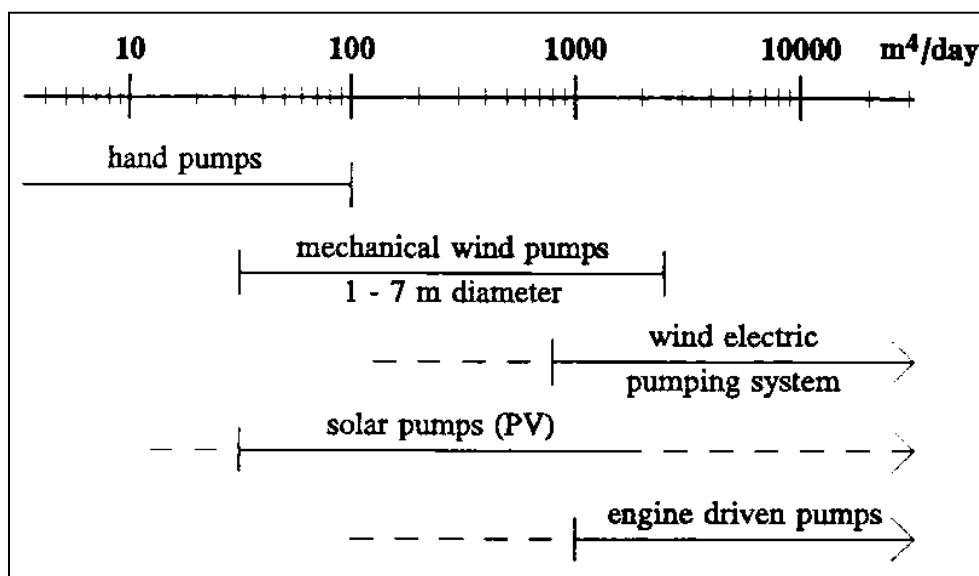 10 100 1000 10000 m⁴/day
hand pumps
mechanical wind pumps
1 - 7 m diameter
wind electric
pumping system
solar pumps (PV)
engine driven pumps